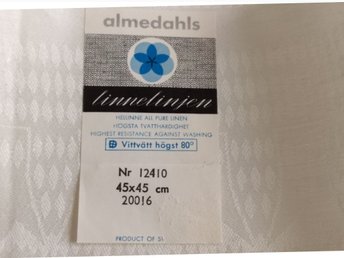 almedahls
linnelinjen
HELLINNE ALL PURE LINEN
HÖGSTA TVÄTTHÄRDIGHET
HIGHEST RESISTANCE AGAINST WASHING
Vittvätt högst 80°
Nr 12410
45x45 cm
20016
PRODUCT OF